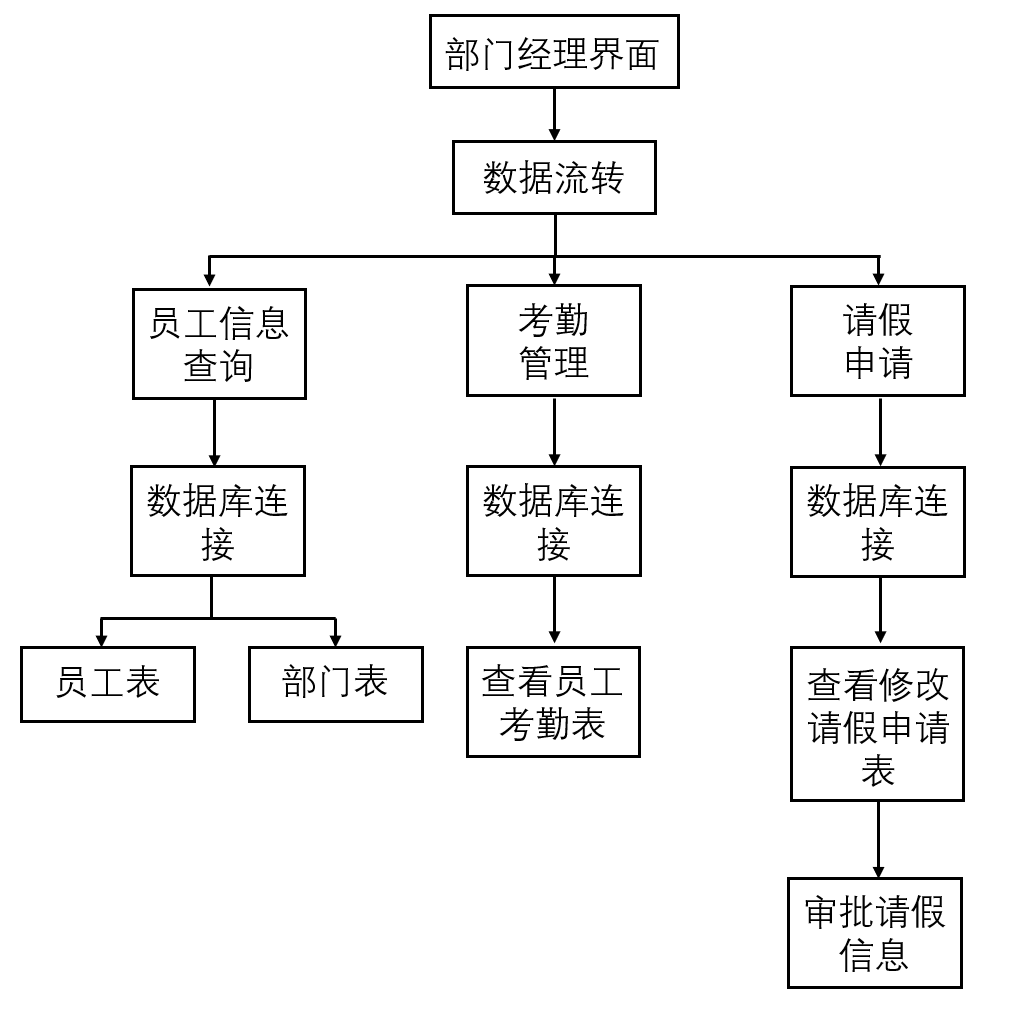 部门经理界面
数据流转
员工信息
查询
考勤
管理
请假
申请
数据库连
接
数据库连
接
数据库连
接
员工表
部门表
查看员工
考勤表
查看修改
请假申请
表
审批请假
信息